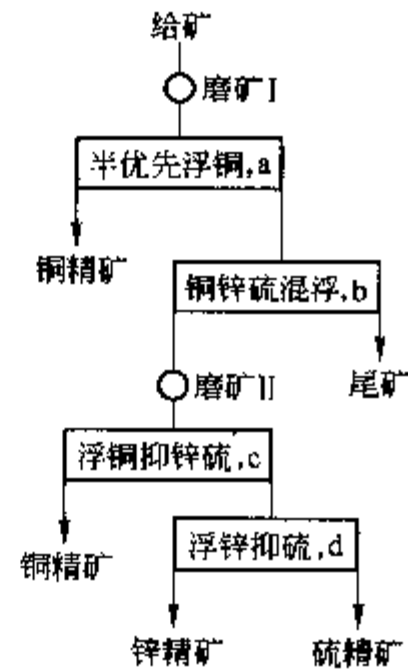 给矿
磨矿Ⅰ
半优先浮铜,a
铜精矿
铜锌硫混浮,b
磨矿Ⅱ
尾矿
浮铜抑锌硫,c
铜精矿
浮锌抑硫,d
锌精矿
硫精矿